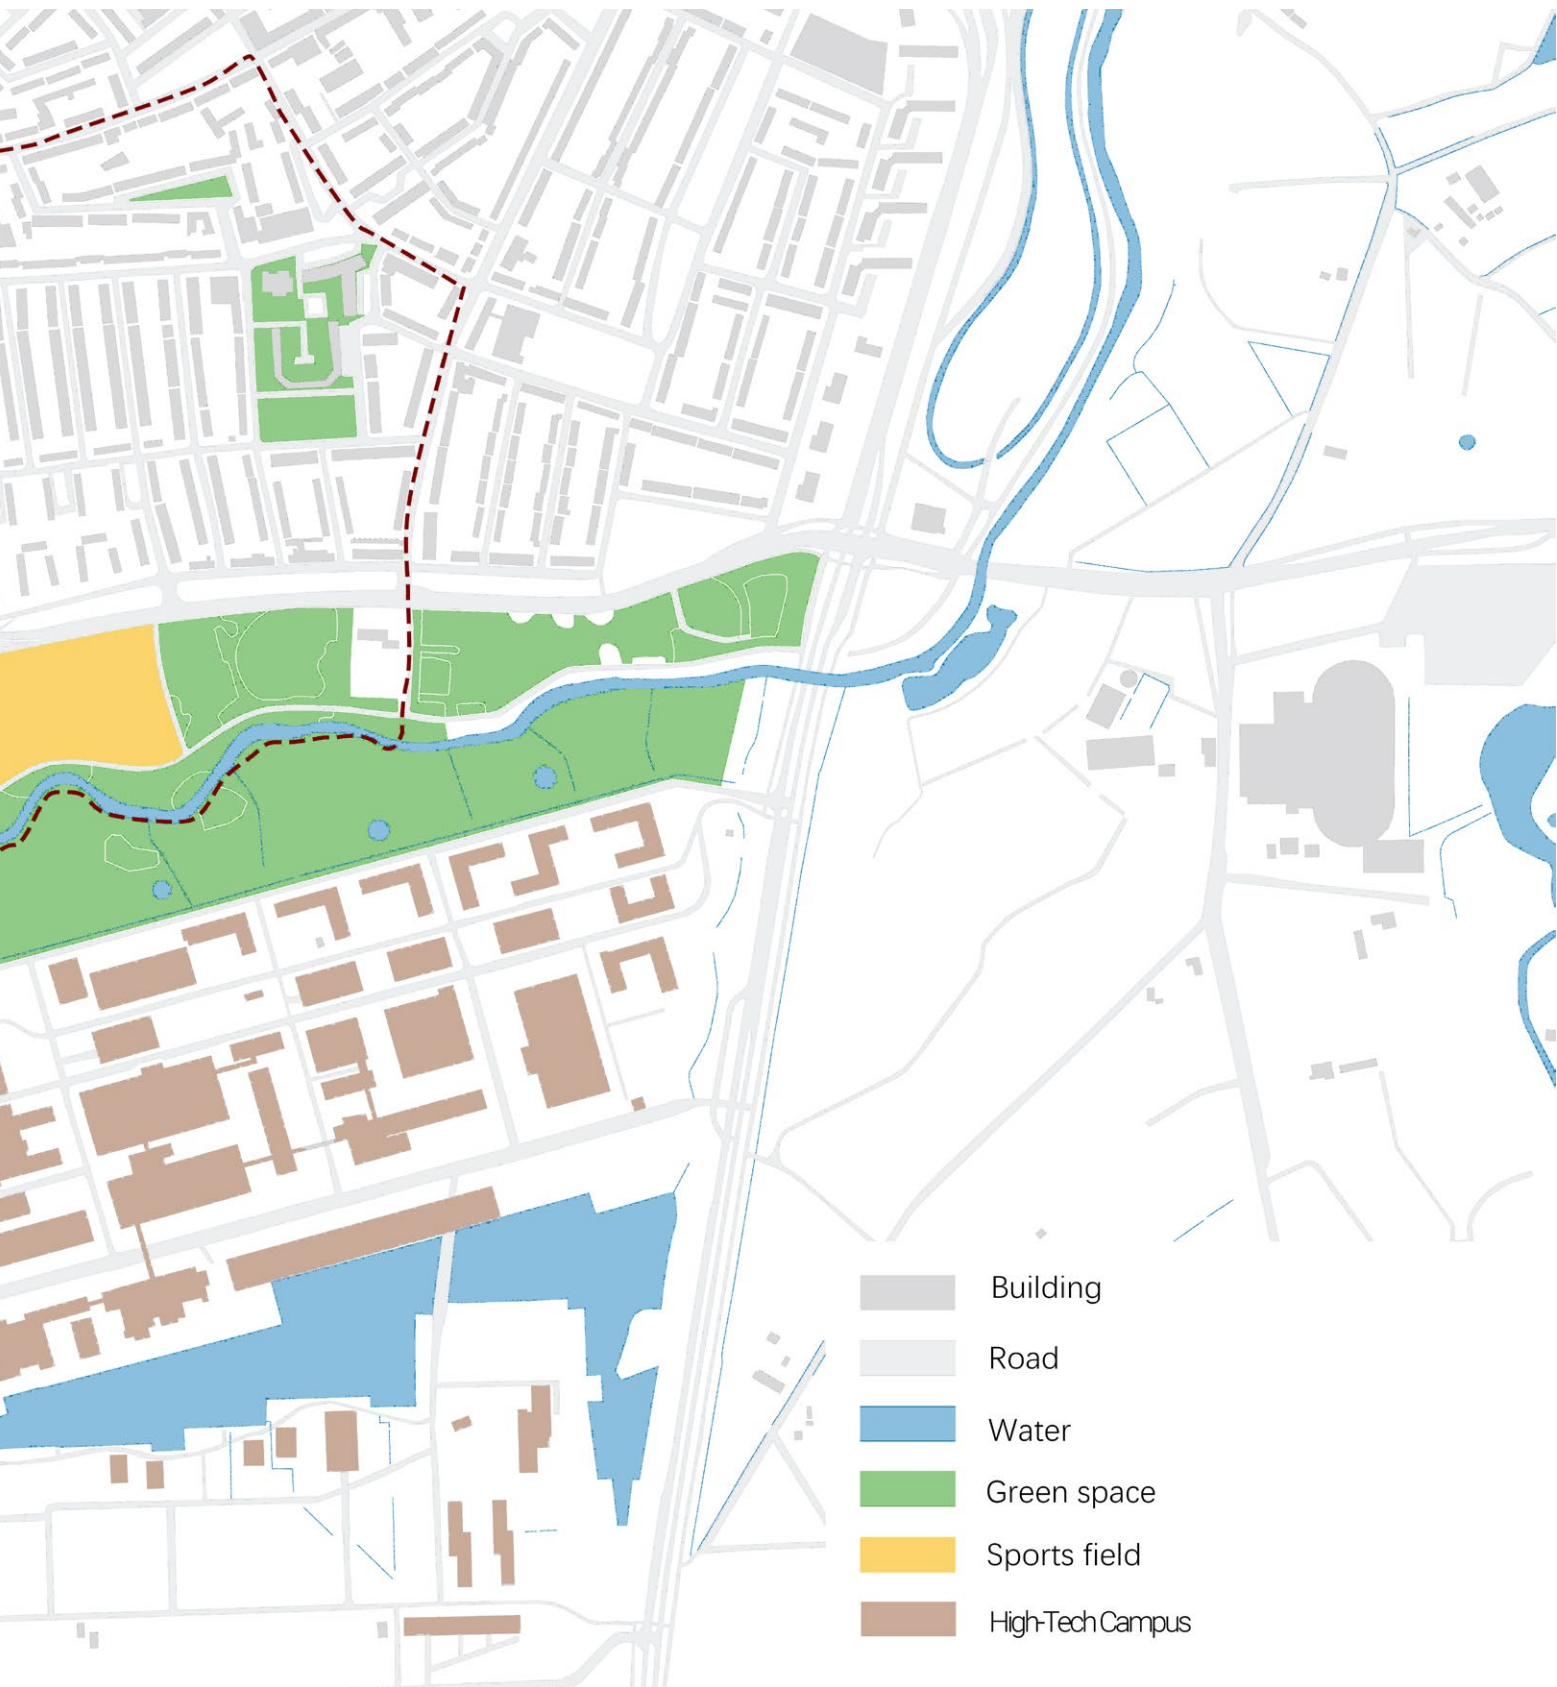 Building
Road
Water
Green space
Sports field
High-Tech Campus